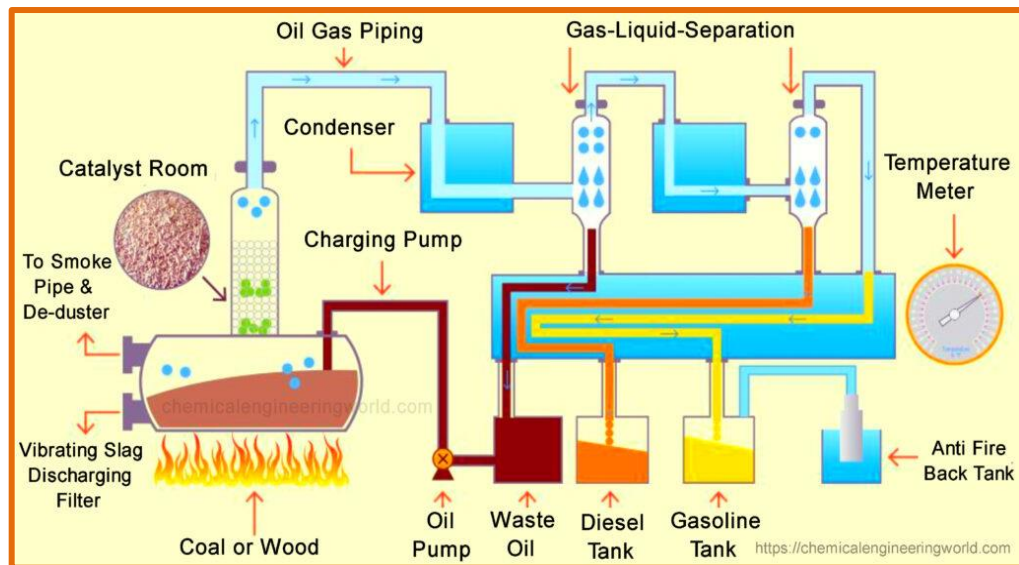 Oil Gas Piping
Gas-Liquid-Separation
Condenser
Catalyst Room
Temperature
Meter
Charging Pump
To Smoke
Pipe &
De-duster
chemicalengineeringworld.com
Vibrating Slag
Discharging
Filter
Anti Fire
Back Tank
Coal or Wood
Oil
Pump
Waste
Oil
Diesel
Tank
Gasoline
Tank
https://chemicalengineeringworld.com